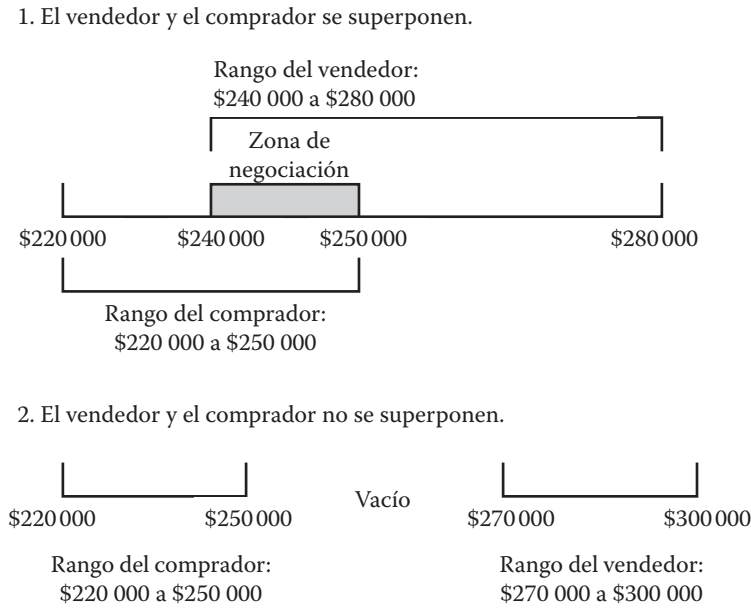 1. El vendedor y el comprador se superponen.
Rango del vendedor:
$240 000 a $280 000
Zona de
negociación
$220 000
$240 000
$250 000
$280 000
Rango del comprador:
$220 000 a $250 000
2. El vendedor y el comprador no se superponen.
Vacío
$220 000
$250 000
$270 000
$300 000
Rango del comprador:
$220 000 a $250 000
Rango del vendedor:
$270 000 a $300 000